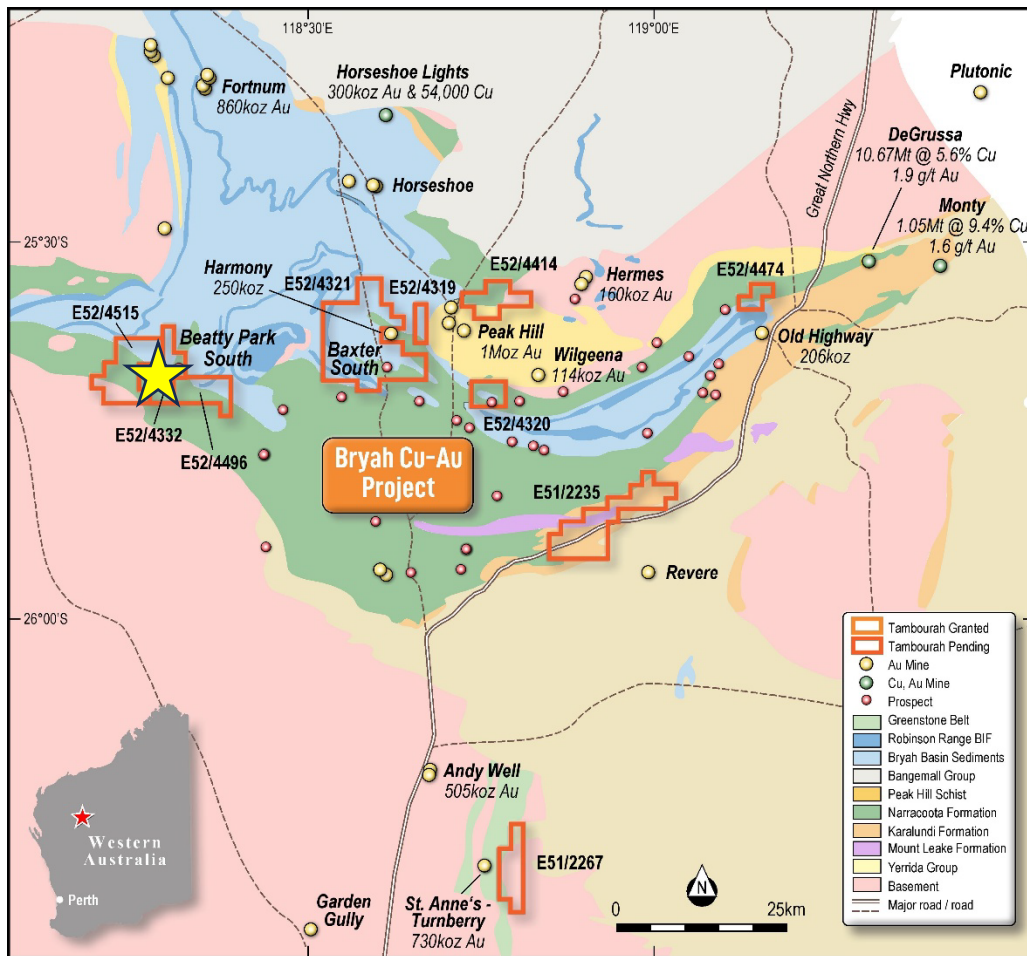 118°30'E
119°00'E
Fortnum
860koz Au
Horseshoe Lights
300koz Au & 54,000 Cu
Plutonic
Great Northern Hwy
DeGrussa
10.67Mt @ 5.6% Cu
1.9 g/t Au
Horseshoe
Monty
1.05Mt @ 9.4% Cu
1.6 g/t Au
25°30'S
Harmony
250koz
E52/4321
E52/4319
E52/4414
Hermes
160koz Au
E52/4474
E52/4515
Beatty Park
South
Baxter
South
Peak Hill
1Moz Au
Wilgeena
114koz Au
Old Highway
206koz
E52/4332
E52/4496
E52/4320
Bryah Cu-Au
Project
E51/2235
Revere
26°00'S
Tambourah Granted
Tambourah Pending
Au Mine
Cu, Au Mine
Prospect
Greenstone Belt
Robinson Range BIF
Bryah Basin Sediments
Bangemall Group
Peak Hill Schist
Narracoota Formation
Karalundi Formation
Mount Leake Formation
Yerrida Group
Basement
Major road / road
Andy Well
505koz Au
E51/2267
St. Anne's -
Turnberry
730koz Au
Garden
Gully
Western
Australia
Perth
N
0
25km